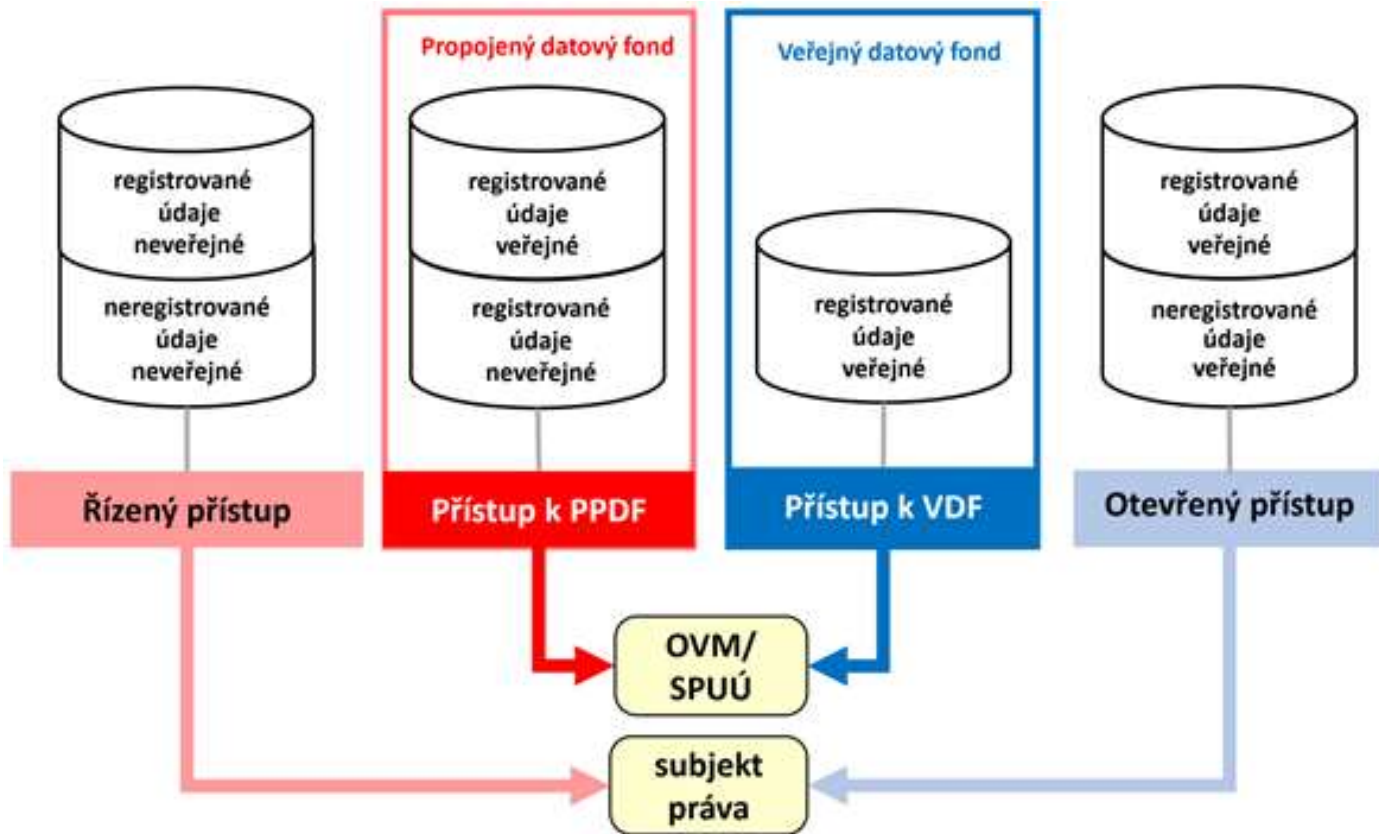 Propojený datový fond
Veřejný datový fond
registrované
údaje
neveřejné
neregistrované
údaje
neveřejné
registrované
údaje
veřejné
registrované
údaje
neveřejné
registrované
údaje
veřejné
registrované
údaje
veřejné
neregistrované
údaje
veřejné
Řízený přístup
Přístup k PPDF
Přístup k VDF
Otevřený přístup
OVM/
SPUÚ
subjekt
práva